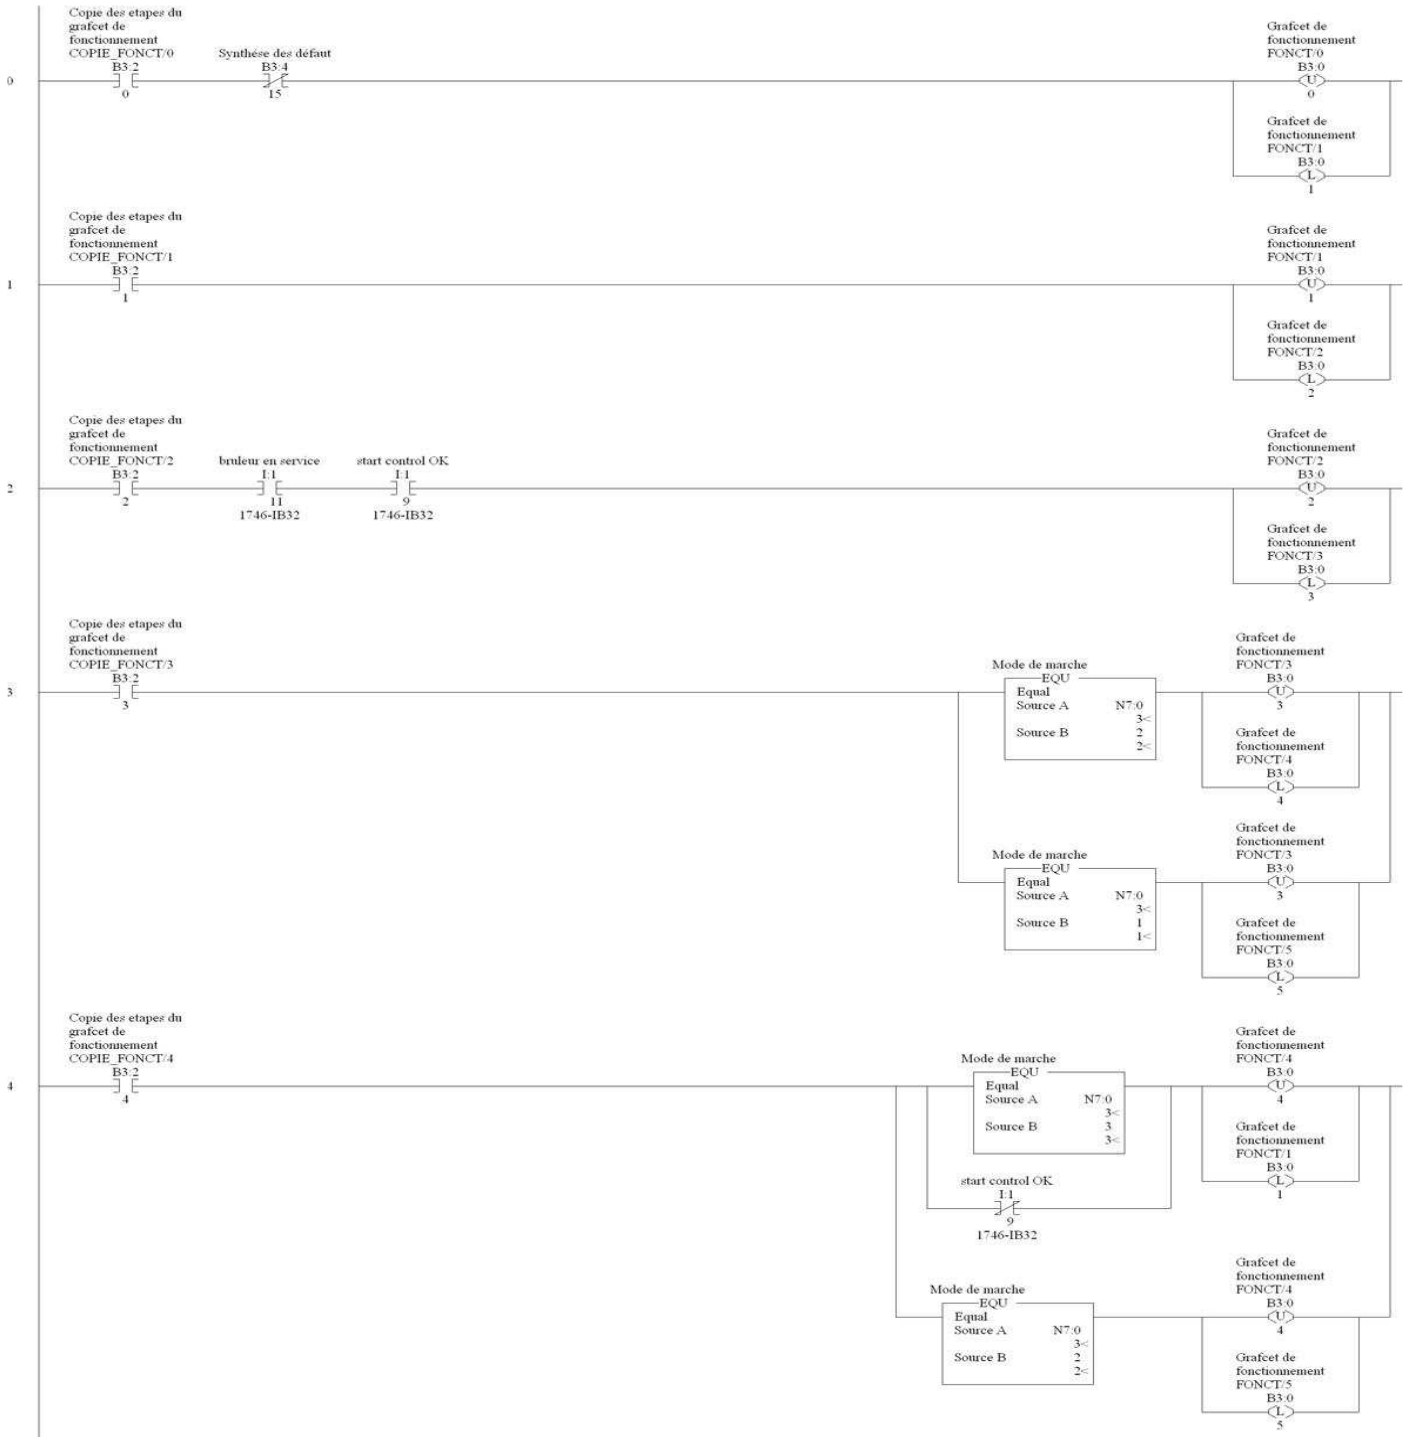 Copie des etapes du
grafcet de
fonctionnement
COPIE_FONCT/0
B3:2
0
Synthése des défaut
B3:4
15
Grafcet de
fonctionnement
FONCT/0
B3:0
U
0
Grafcet de
fonctionnement
FONCT/1
B3:0
L
1
0
Copie des etapes du
grafcet de
fonctionnement
COPIE_FONCT/1
B3:2
1
Grafcet de
fonctionnement
FONCT/1
B3:0
U
1
Grafcet de
fonctionnement
FONCT/2
B3:0
L
2
1
Copie des etapes du
grafcet de
fonctionnement
COPIE_FONCT/2
B3:2
2
bruleur en service
I:1
11
1746-IB32
start control OK
I:1
9
1746-IB32
Grafcet de
fonctionnement
FONCT/2
B3:0
U
2
Grafcet de
fonctionnement
FONCT/3
B3:0
L
3
2
Copie des etapes du
grafcet de
fonctionnement
COPIE_FONCT/3
B3:2
3
Mode de marche
EQU
Equal
Source A N7:0
3<
Source B 2
2<
Grafcet de
fonctionnement
FONCT/3
B3:0
U
3
Grafcet de
fonctionnement
FONCT/4
B3:0
L
4
Mode de marche
EQU
Equal
Source A N7:0
3<
Source B 1
1<
Grafcet de
fonctionnement
FONCT/3
B3:0
U
3
Grafcet de
fonctionnement
FONCT/5
B3:0
L
5
3
Copie des etapes du
grafcet de
fonctionnement
COPIE_FONCT/4
B3:2
4
Mode de marche
EQU
Equal
Source A N7:0
3<
Source B 3
3<
start control OK
I:1
9
1746-IB32
Grafcet de
fonctionnement
FONCT/4
B3:0
U
4
Grafcet de
fonctionnement
FONCT/1
B3:0
L
1
Mode de marche
EQU
Equal
Source A N7:0
3<
Source B 2
2<
Grafcet de
fonctionnement
FONCT/4
B3:0
U
4
Grafcet de
fonctionnement
FONCT/5
B3:0
L
5
4